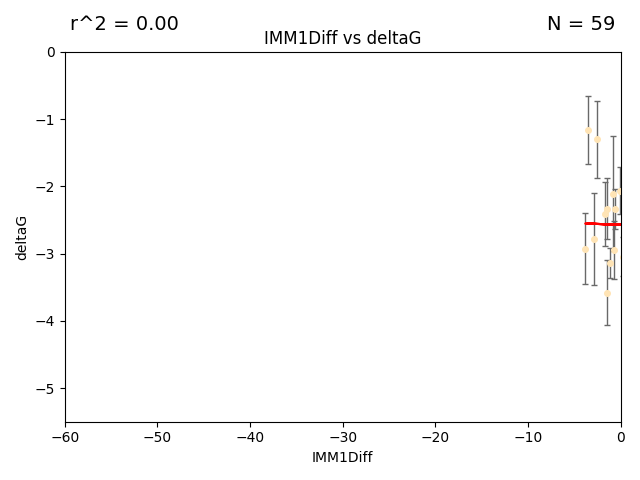 r^2 = 0.00
N = 59
IMM1Diff vs deltaG
0
−1
−2
−3
−4
−5
deltaG
−60
−50
−40
−30
−20
−10
0
IMM1Diff